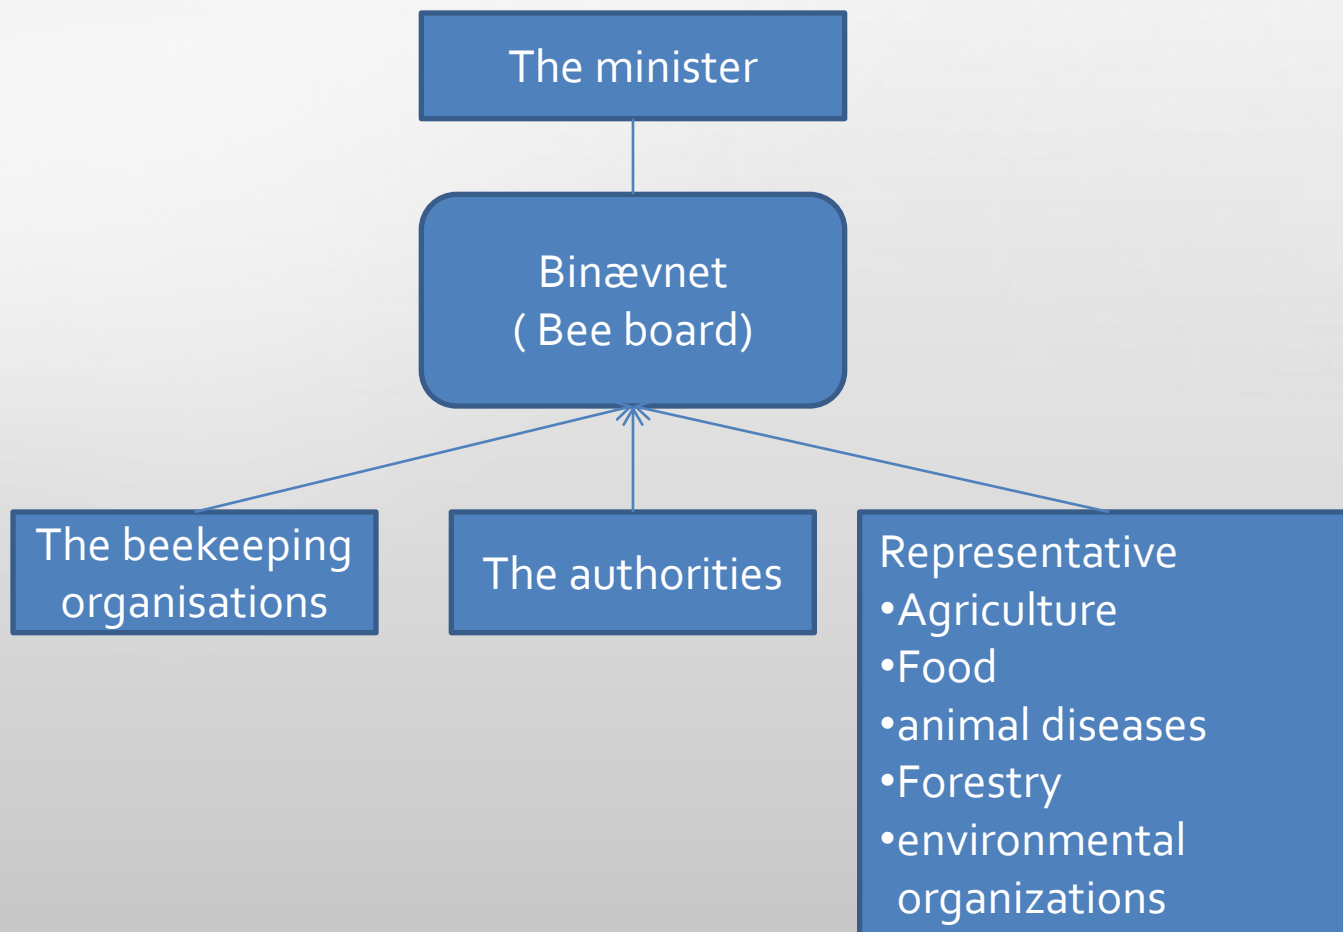 The minister
Binævnet
( Bee board)
The beekeeping
organisations
The authorities
Representative
•Agriculture
•Food
•animal diseases
•Forestry
•environmental
organizations